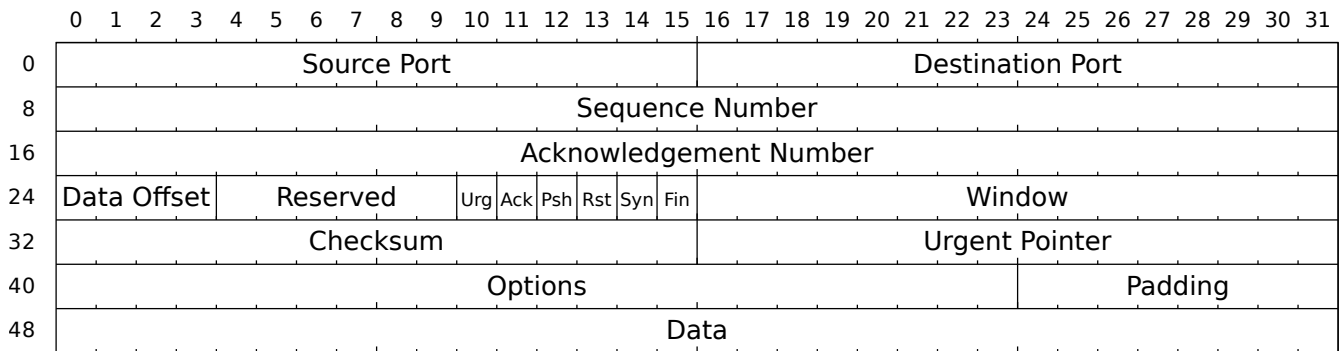 0 1 2 3 4 5 6 7 8 9 10 11 12 13 14 15 16 17 18 19 20 21 22 23 24 25 26 27 28 29 30 31
0 Source Port Destination Port
8 Sequence Number
16 Acknowledgement Number
24 Data Offset Reserved Urg Ack Psh Rst Syn Fin Window
32 Checksum Urgent Pointer
40 Options Padding
48 Data